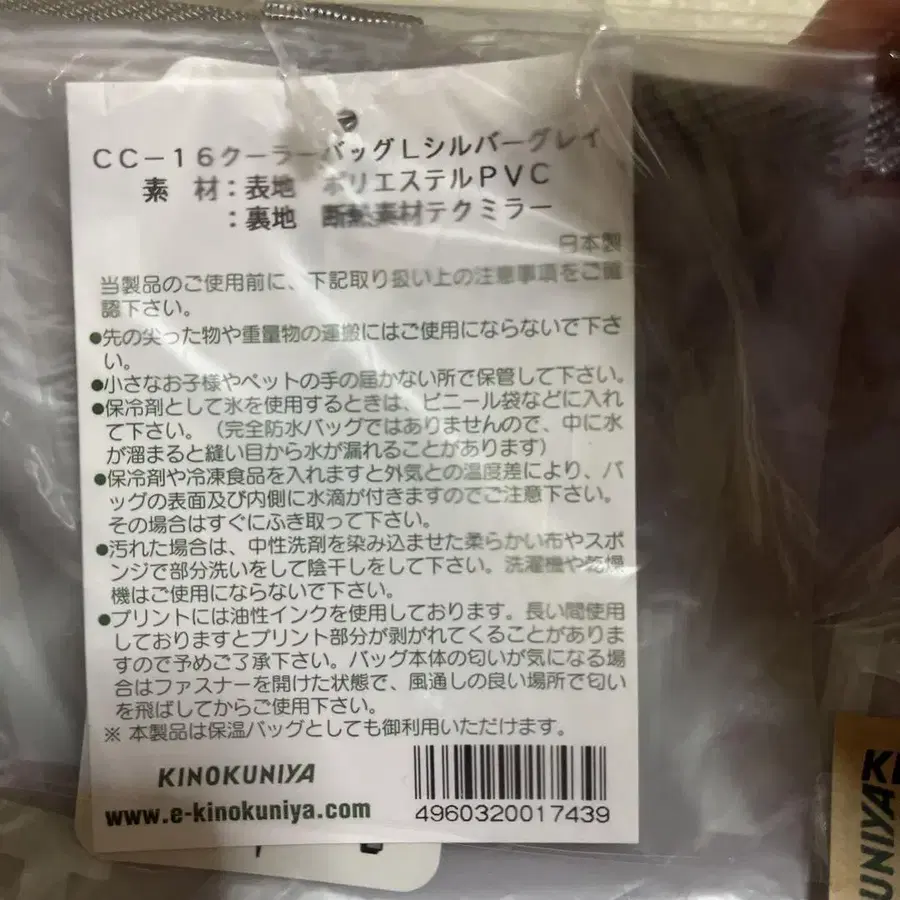 CC-16クーラーバッグLシルバーグレイ
素 材：表地 ポリエステルPVC
：裏地 断熱素材テクミラー
日本製
当製品のご使用前に、下記取り扱い上の注意事項をご確
認下さい。
●先の尖った物や重量物の運搬にはご使用にならないで下さ
い。
●小さなお子様やペットの手の届かない所で保管して下さい。
●保冷剤として氷を使用するときは、ビニール袋などに入れ
て下さい。（完全防水バッグではありませんので、中に水
が溜まると縫い目から水が漏れることがあります）
●保冷剤や冷凍食品を入れますと外気との温度差により、バ
ッグの表面及び内側に水滴が付きますのでご注意下さい。
その場合はすぐにふき取って下さい。
●汚れた場合は、中性洗剤を染み込ませた柔らかい布やスポ
ンジで部分洗いをして陰干しをして下さい。洗濯機や乾燥
機はご使用にならないで下さい。
●プリントには油性インクを使用しております。長い間使用
しておりますとプリント部分が剥がれてくることがありま
すので予めご了承下さい。バッグ本体の匂いが気になる場
合はファスナーを開けた状態で、風通しの良い場所で匂い
を飛ばしてからご使用下さい。
※ 本製品は保温バッグとしても御利用いただけます。
KINOKUNIYA
www.e-kinokuniya.com
4960320017439
KI
UNIYA